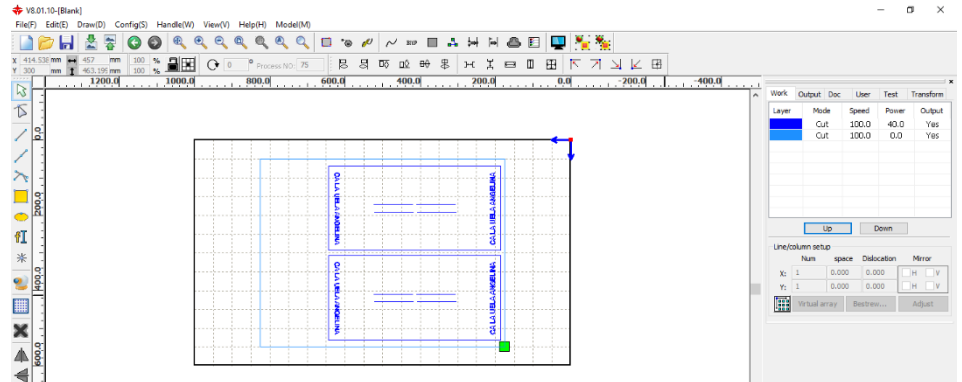 V8.01.10-[Blank]
File(F) Edit(E) Draw(D) Config(S) Handle(W) View(V) Help(H) Model(M)
X 414.538 mm 457 mm 100 % 0 ° Process NO: 75
Y 300 mm 463.199 mm 100 %
1200.0 1000.0 800.0 600.0 400.0 200.0 0.0 -200.0 -400.0
0.0
200.0
400.0
600.0
Work Output Doc User Test Transform
Layer Mode Speed Power Output
Cut 100.0 40.0 Yes
Cut 100.0 0.0 Yes
Up Down
Line/column setup
Num space Dislocation Mirror
X: 1 0.000 0.000 H V
Y: 1 0.000 0.000 H V
Virtual array Bestrew... Adjust